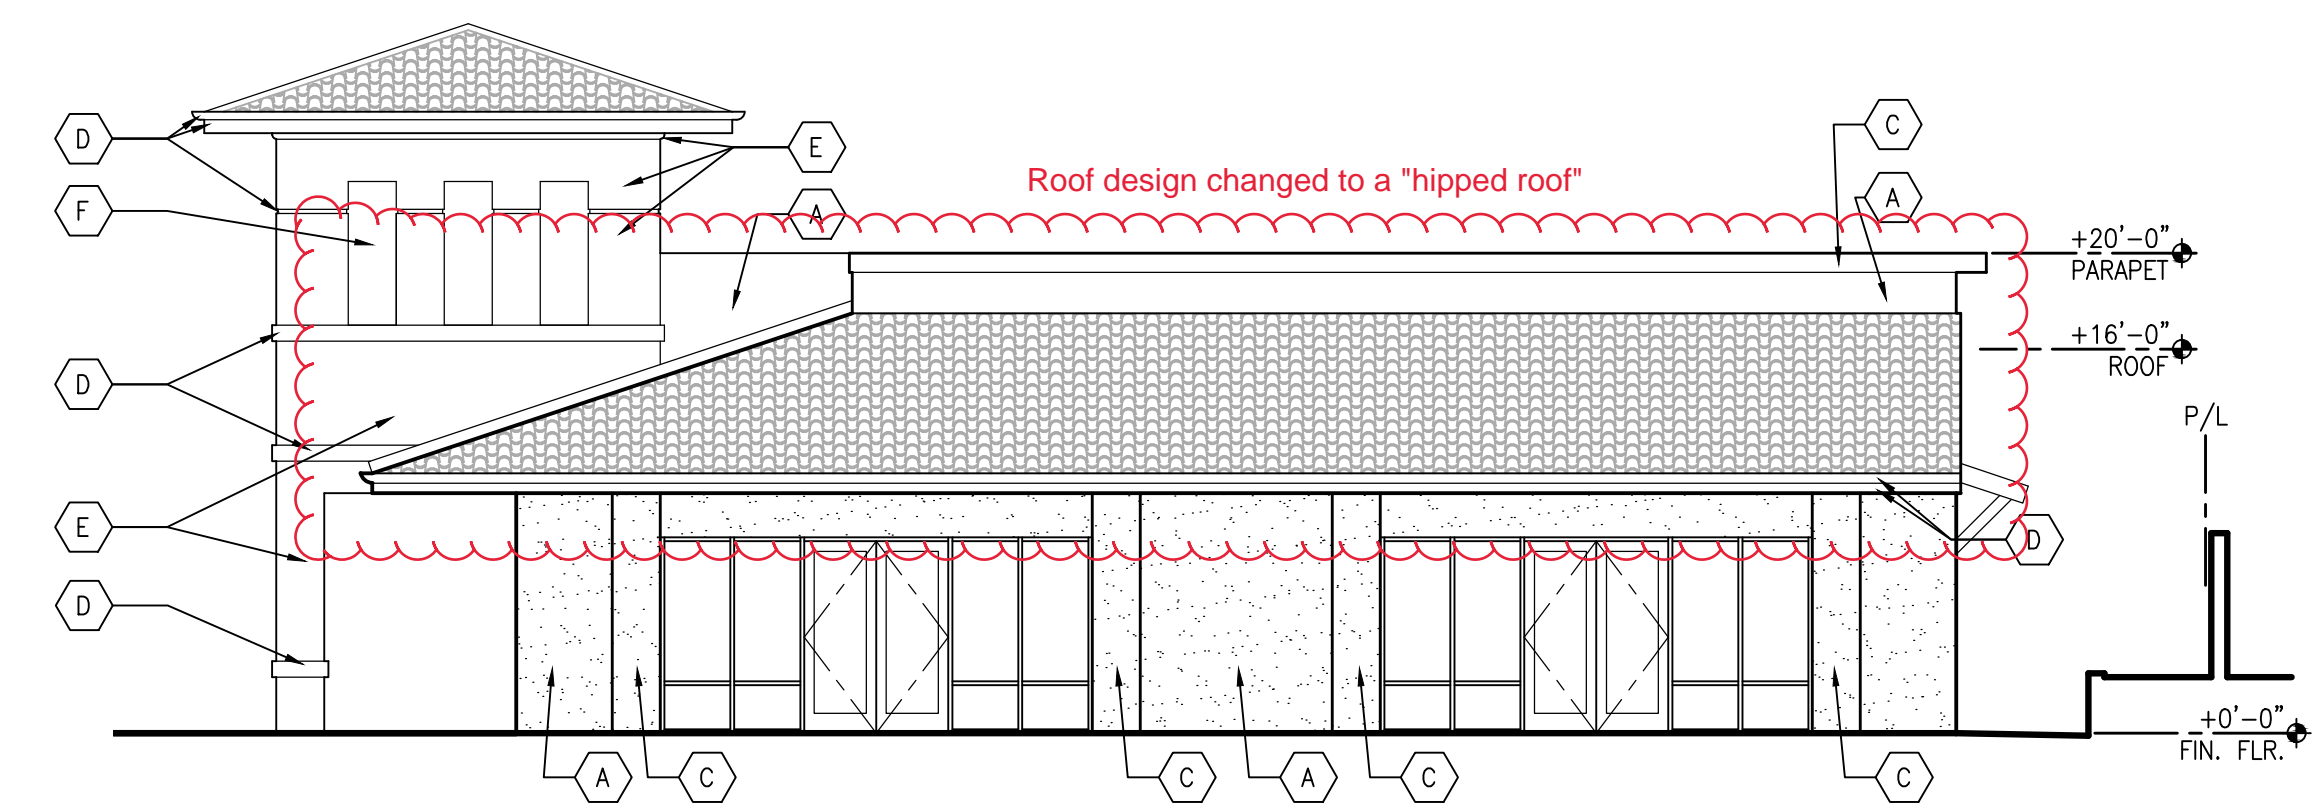 C
D
E
Roof design changed to a "hipped roof"
A
F
A
+20'-0"
PARAPET
+16'-0"
ROOF
D
P/L
E
D
D
+0'-0"
FIN. FLR.
A
C
C
A
C
C